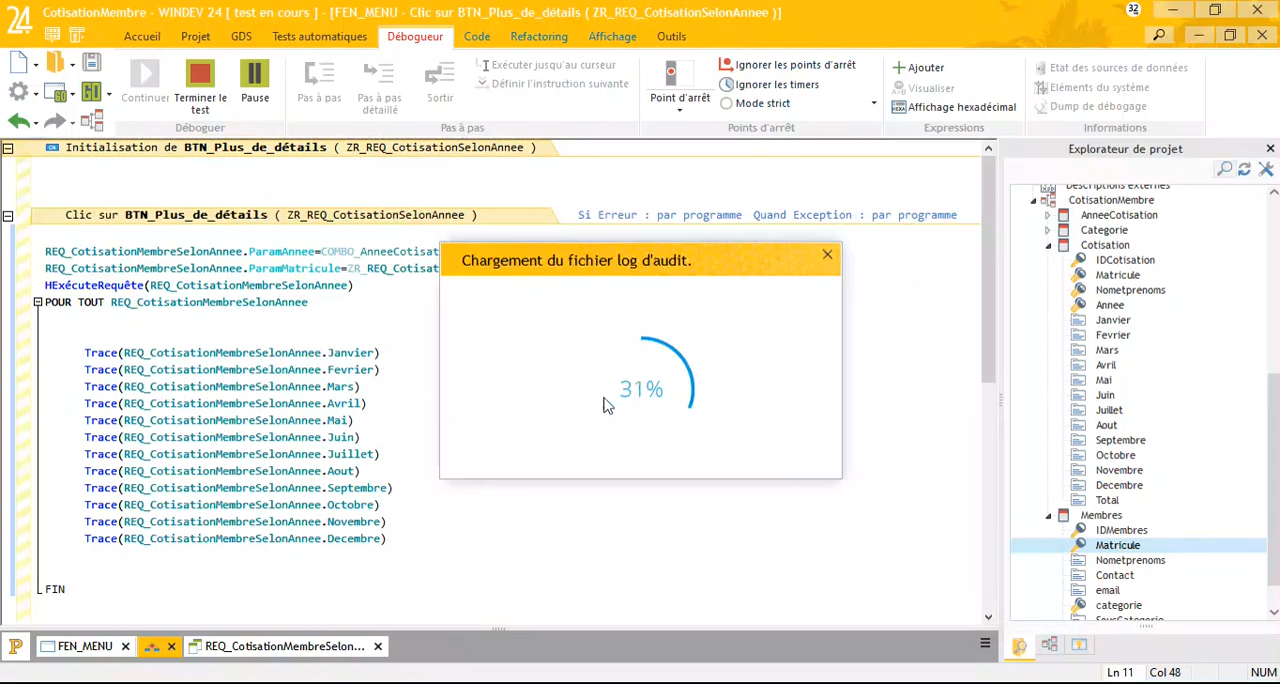 CotisationMembre - WINDEV 24 [ test en cours ] - [FEN_MENU - Clic sur BTN_Plus_de_détails ( ZR_REQ_CotisationSelonAnnee )]
32
24
Accueil Projet GDS Tests automatiques Débogueur Code Refactoring Affichage Outils
Continuer
Terminer le test
Pause
Pas à pas
Pas à pas détaillé
Sortir
Exécuter jusqu'au curseur
Définir l'instruction suivante
Point d'arrêt
Ignorer les points d'arrêt
Ignorer les timers
Mode strict
Ajouter
Visualiser
Affichage hexadécimal
Etat des sources de données
Eléments du système
Dump de débogage
GO
Déboguer Pas à pas Points d'arrêt Expressions Informations
Initialisation de BTN_Plus_de_détails ( ZR_REQ_CotisationSelonAnnee )
Clic sur BTN_Plus_de_détails ( ZR_REQ_CotisationSelonAnnee ) Si Erreur : par programme Quand Exception : par programme
REQ_CotisationMembreSelonAnnee.ParamAnnee=COMBO_AnneeCotisat
REQ_CotisationMembreSelonAnnee.ParamMatricule=ZR_REQ_Cotisat
HExécuteRequête(REQ_CotisationMembreSelonAnnee)
POUR TOUT REQ_CotisationMembreSelonAnnee
Trace(REQ_CotisationMembreSelonAnnee.Janvier)
Trace(REQ_CotisationMembreSelonAnnee.Fevrier)
Trace(REQ_CotisationMembreSelonAnnee.Mars)
Trace(REQ_CotisationMembreSelonAnnee.Avril)
Trace(REQ_CotisationMembreSelonAnnee.Mai)
Trace(REQ_CotisationMembreSelonAnnee.Juin)
Trace(REQ_CotisationMembreSelonAnnee.Juillet)
Trace(REQ_CotisationMembreSelonAnnee.Aout)
Trace(REQ_CotisationMembreSelonAnnee.Septembre)
Trace(REQ_CotisationMembreSelonAnnee.Octobre)
Trace(REQ_CotisationMembreSelonAnnee.Novembre)
Trace(REQ_CotisationMembreSelonAnnee.Decembre)
FIN
Chargement du fichier log d'audit.
31%
Explorateur de projet
Descriptions externes
CotisationMembre
AnneeCotisation
Categorie
Cotisation
IDCotisation
Matricule
Nometprenoms
Annee
Janvier
Fevrier
Mars
Avril
Mai
Juin
Juillet
Aout
Septembre
Octobre
Novembre
Decembre
Total
Membres
IDMembres
Matricule
Nometprenoms
Contact
email
categorie
SousCategorie
P FEN_MENU REQ_CotisationMembreSelon...
Ln 11 Col 48 NUM